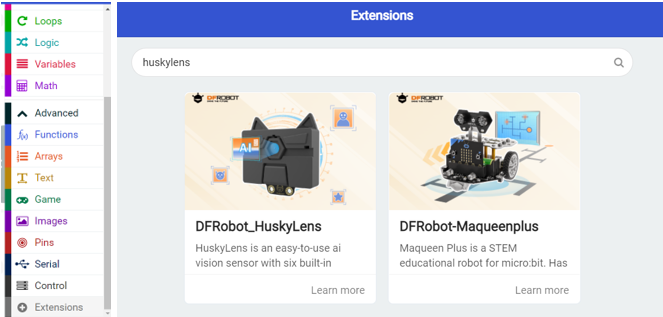 Loops
Logic
Variables
Math
Advanced
f(x) Functions
Arrays
Text
Game
Images
Pins
Serial
Control
Extensions
Extensions
huskylens
DFROBOT
AI
DFRobot_HuskyLens
HuskyLens is an easy-to-use ai
vision sensor with six built-in
Learn more
DFROBOT
DFRobot-Maqueenplus
Maqueen Plus is a STEM
educational robot for micro:bit. Has
Learn more